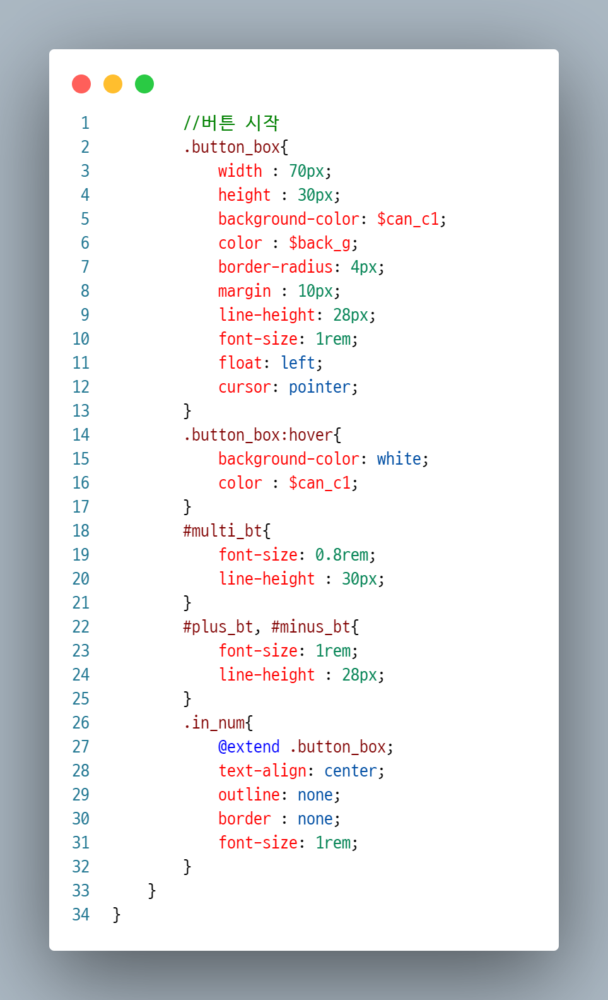 1 //버튼 시작
2 .button_box{
3 width : 70px;
4 height : 30px;
5 background-color: $can_c1;
6 color : $back_g;
7 border-radius: 4px;
8 margin : 10px;
9 line-height: 28px;
10 font-size: 1rem;
11 float: left;
12 cursor: pointer;
13 }
14 .button_box:hover{
15 background-color: white;
16 color : $can_c1;
17 }
18 #multi_bt{
19 font-size: 0.8rem;
20 line-height : 30px;
21 }
22 #plus_bt, #minus_bt{
23 font-size: 1rem;
24 line-height : 28px;
25 }
26 .in_num{
27 @extend .button_box;
28 text-align: center;
29 outline: none;
30 border : none;
31 font-size: 1rem;
32 }
33 }
34 }